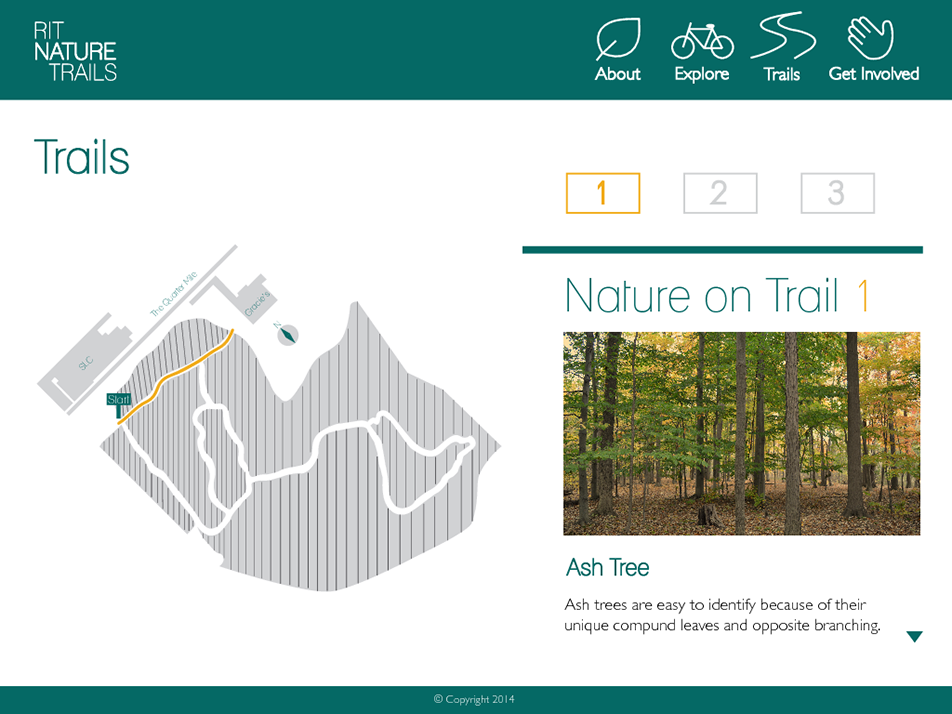 RIT
NATURE
TRAILS
About
Explore
Trails
Get Involved
Trails
1
2
3
The Quarter Mile
Gracie's
N
SLC
Start
Nature on Trail 1
Ash Tree
Ash trees are easy to identify because of their
unique compund leaves and opposite branching.
© Copyright 2014